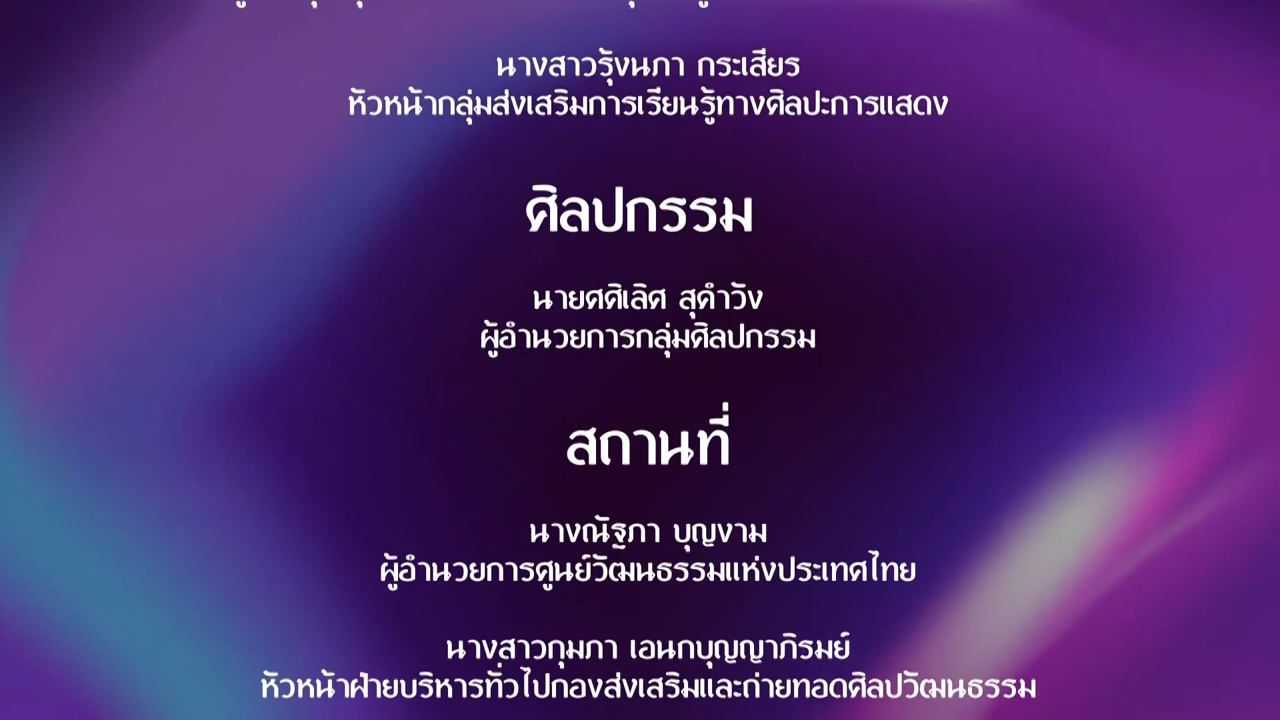 นางสาวรุ้งนภา กระเสียร
หัวหน้ากลุ่มส่งเสริมการเรียนรู้ทางศิลปะการแสดง
ศิลปกรรม
นายศศิเลิศ สุคำวัง
ผู้อำนวยการกลุ่มศิลปกรรม
สถานที่
นางณัฐภา บุญงาม
ผู้อำนวยการศูนย์วัฒนธรรมแห่งประเทศไทย
นางสาวกุมภา เอนกบุญญาภิรมย์
หัวหน้าฝ่ายบริหารทั่วไปกองส่งเสริมและถ่ายทอดศิลปวัฒนธรรม